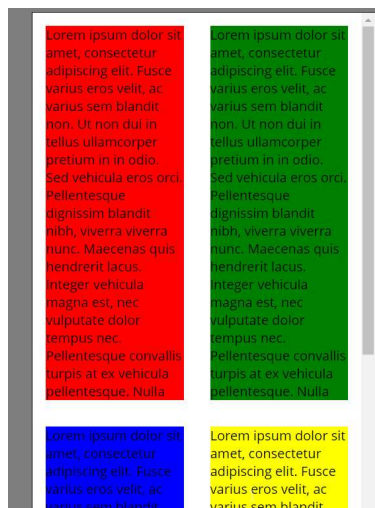 Lorem ipsum dolor sit
amet, consectetur
adipiscing elit. Fusce
varius eros velit, ac
varius sem blandit
non. Ut non dui in
tellus ullamcorper
pretium in in odio.
Sed vehicula eros orci.
Pellentesque
dignissim blandit
nibh, viverra viverra
nunc. Maecenas quis
hendrerit lacus.
Integer vehicula
magna est, nec
vulputate dolor
tempus nec.
Pellentesque convallis
turpis at ex vehicula
pellentesque. Nulla
Lorem ipsum dolor sit
amet, consectetur
adipiscing elit. Fusce
varius eros velit, ac
varius sem blandit
non. Ut non dui in
tellus ullamcorper
pretium in in odio.
Sed vehicula eros orci.
Pellentesque
dignissim blandit
nibh, viverra viverra
nunc. Maecenas quis
hendrerit lacus.
Integer vehicula
magna est, nec
vulputate dolor
tempus nec.
Pellentesque convallis
turpis at ex vehicula
pellentesque. Nulla
Lorem ipsum dolor sit
amet, consectetur
adipiscing elit. Fusce
varius eros velit, ac
varius sem blandit
Lorem ipsum dolor sit
amet, consectetur
adipiscing elit. Fusce
varius eros velit, ac
varius sem blandit